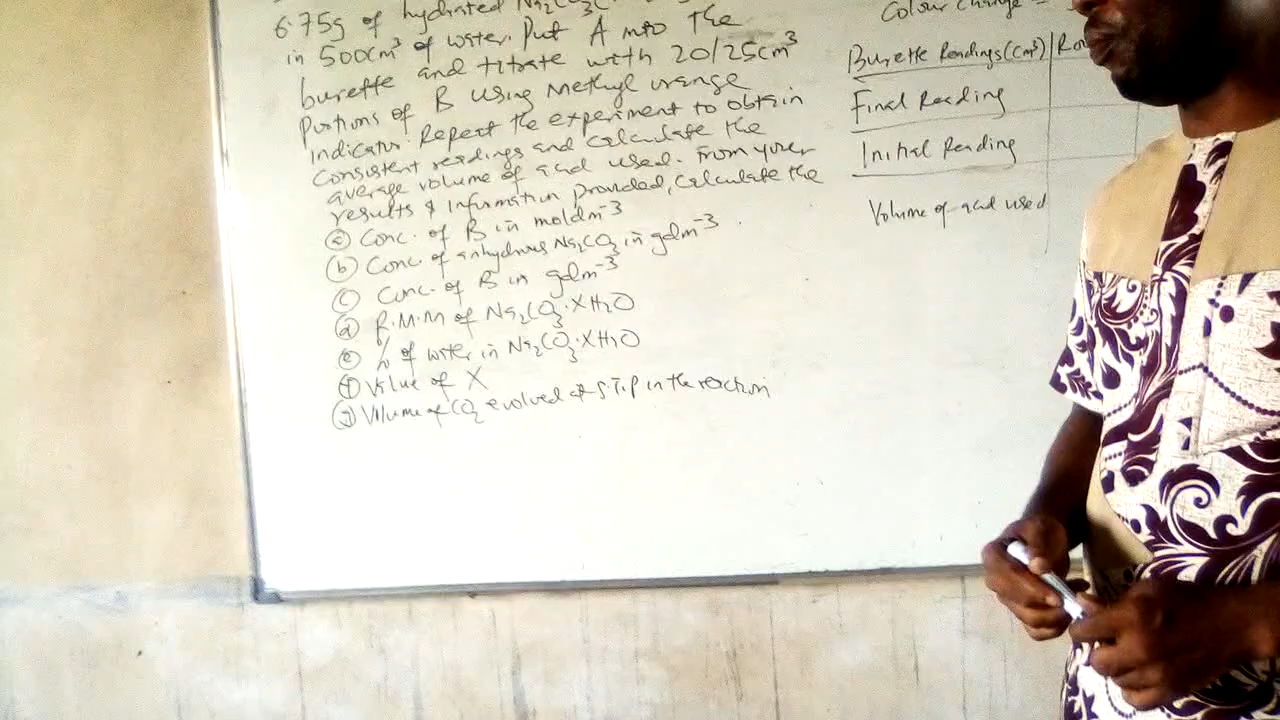 6.75g of hydrated Na2CO3
in 500cm³ of water. Put A into the
burette and titrate with 20/25cm³
portions of B using Methyl orange
indicator. Repeat the experiment to obtain
consistent readings and calculate the
average volume of acid used. From your
results & information provided, calculate the
(a) Conc. of B in moldm⁻³
(b) Conc. of anhydrous Na2CO3 in gdm⁻³.
(c) Conc. of B in gdm⁻³
(d) R.M.M of Na2CO3.XH2O
(e) % of water in Na2CO3.XH2O
(f) Value of X
(g) Volume of CO2 evolved at S.T.P in the reaction
Colour Change =
Burette Readings(cm³)
Final Reading
Initial Reading
Volume of acid used